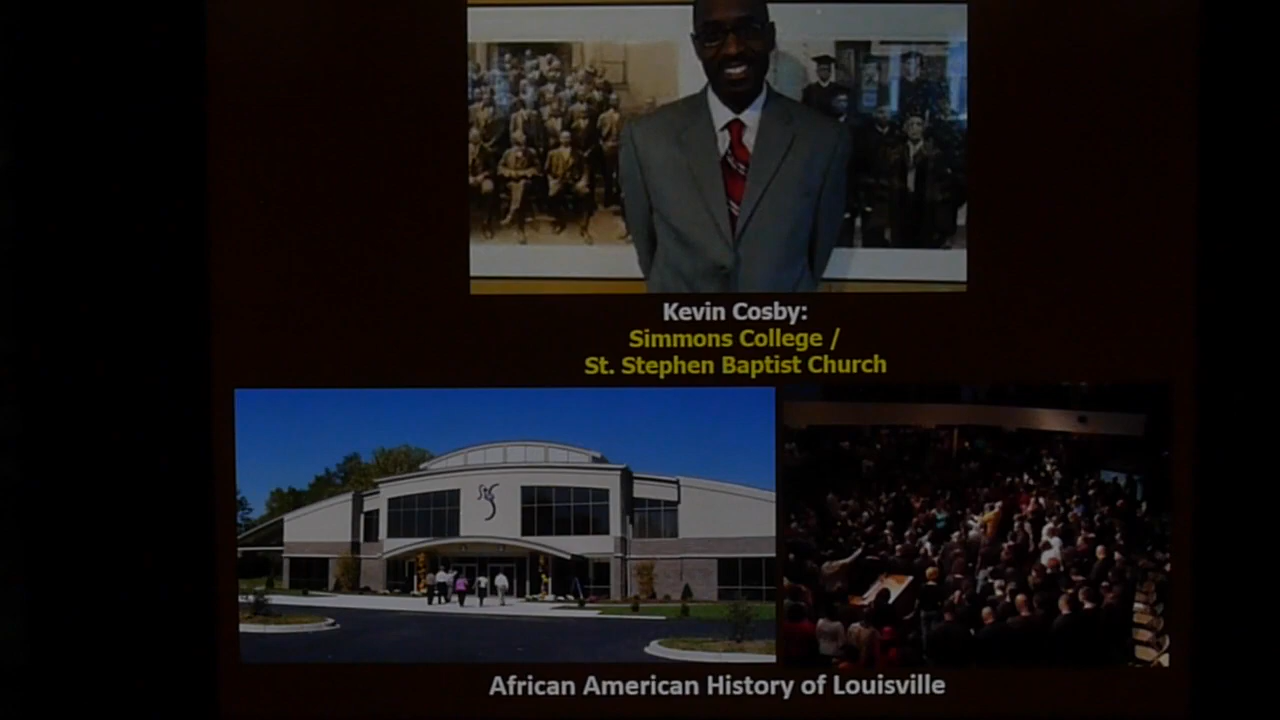 Kevin Cosby:
Simmons College /
St. Stephen Baptist Church
African American History of Louisville